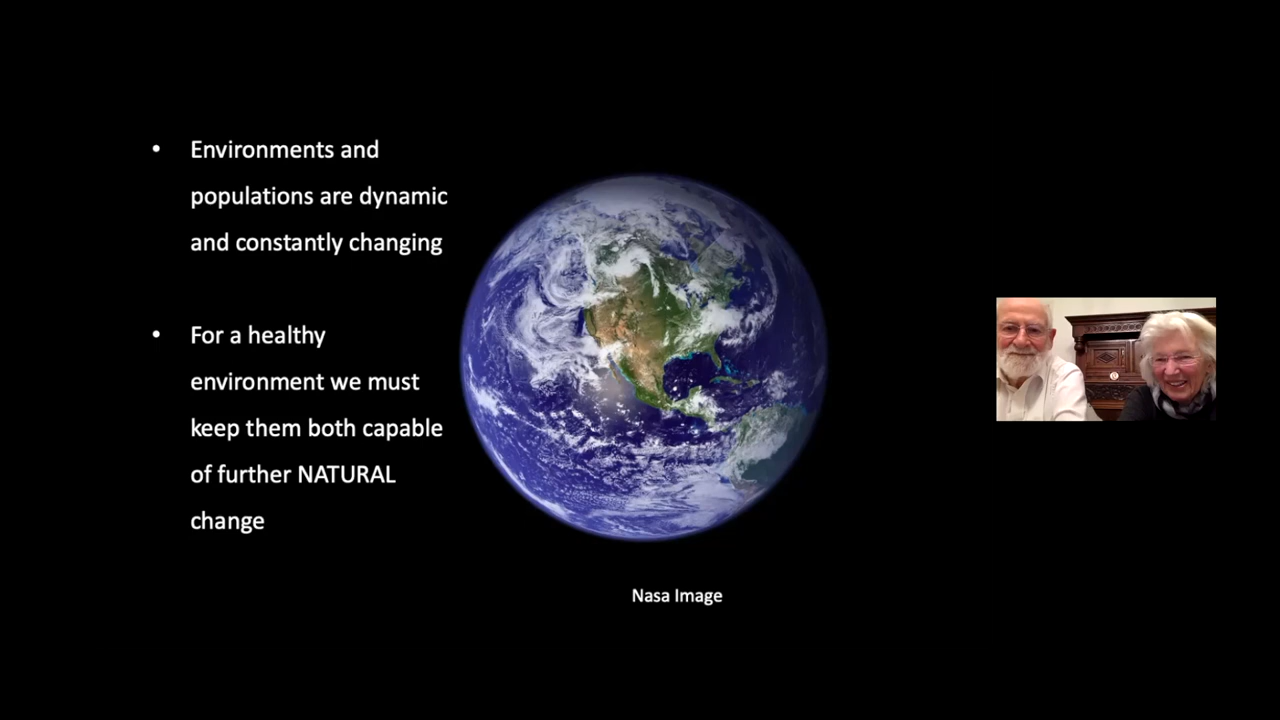 • Environments and
populations are dynamic
and constantly changing
• For a healthy
environment we must
keep them both capable
of further NATURAL
change
Nasa Image